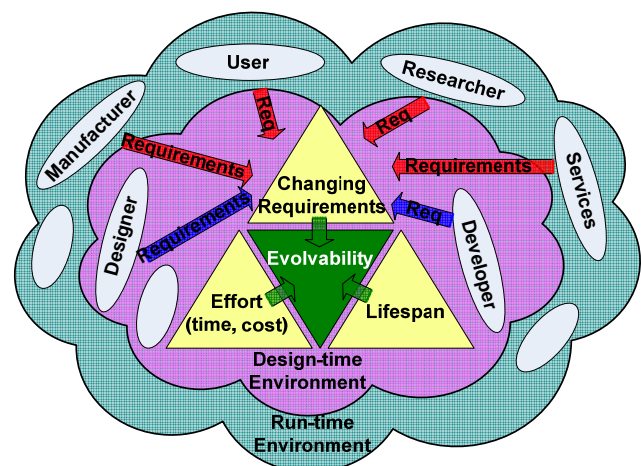 User
Researcher
Manufacturer
Req
Req
Requirements
Requirements
Services
Changing
Requirements
Designer
Requirements
Req
Developer
Evolvability
Effort
(time, cost)
Lifespan
Design-time
Environment
Run-time
Environment